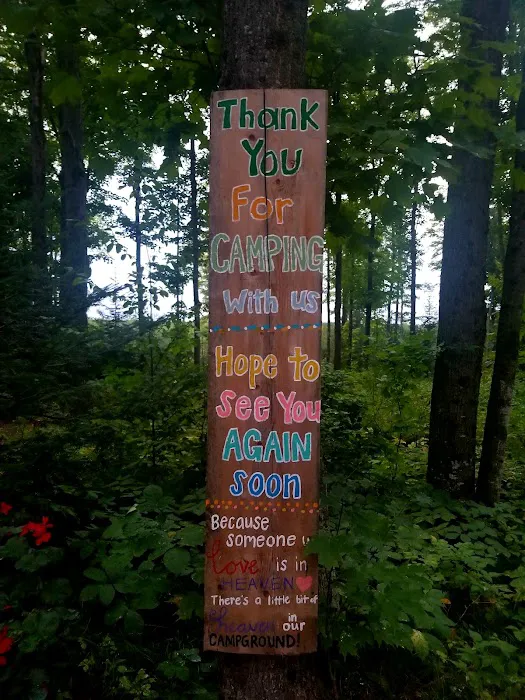 Thank
You
For
CAMPING
With us
Hope to
See You
AGAIN
soon
Because
someone
love is in
HEAVEN
There's a little bit of
heaven in
our
CAMPGROUND!